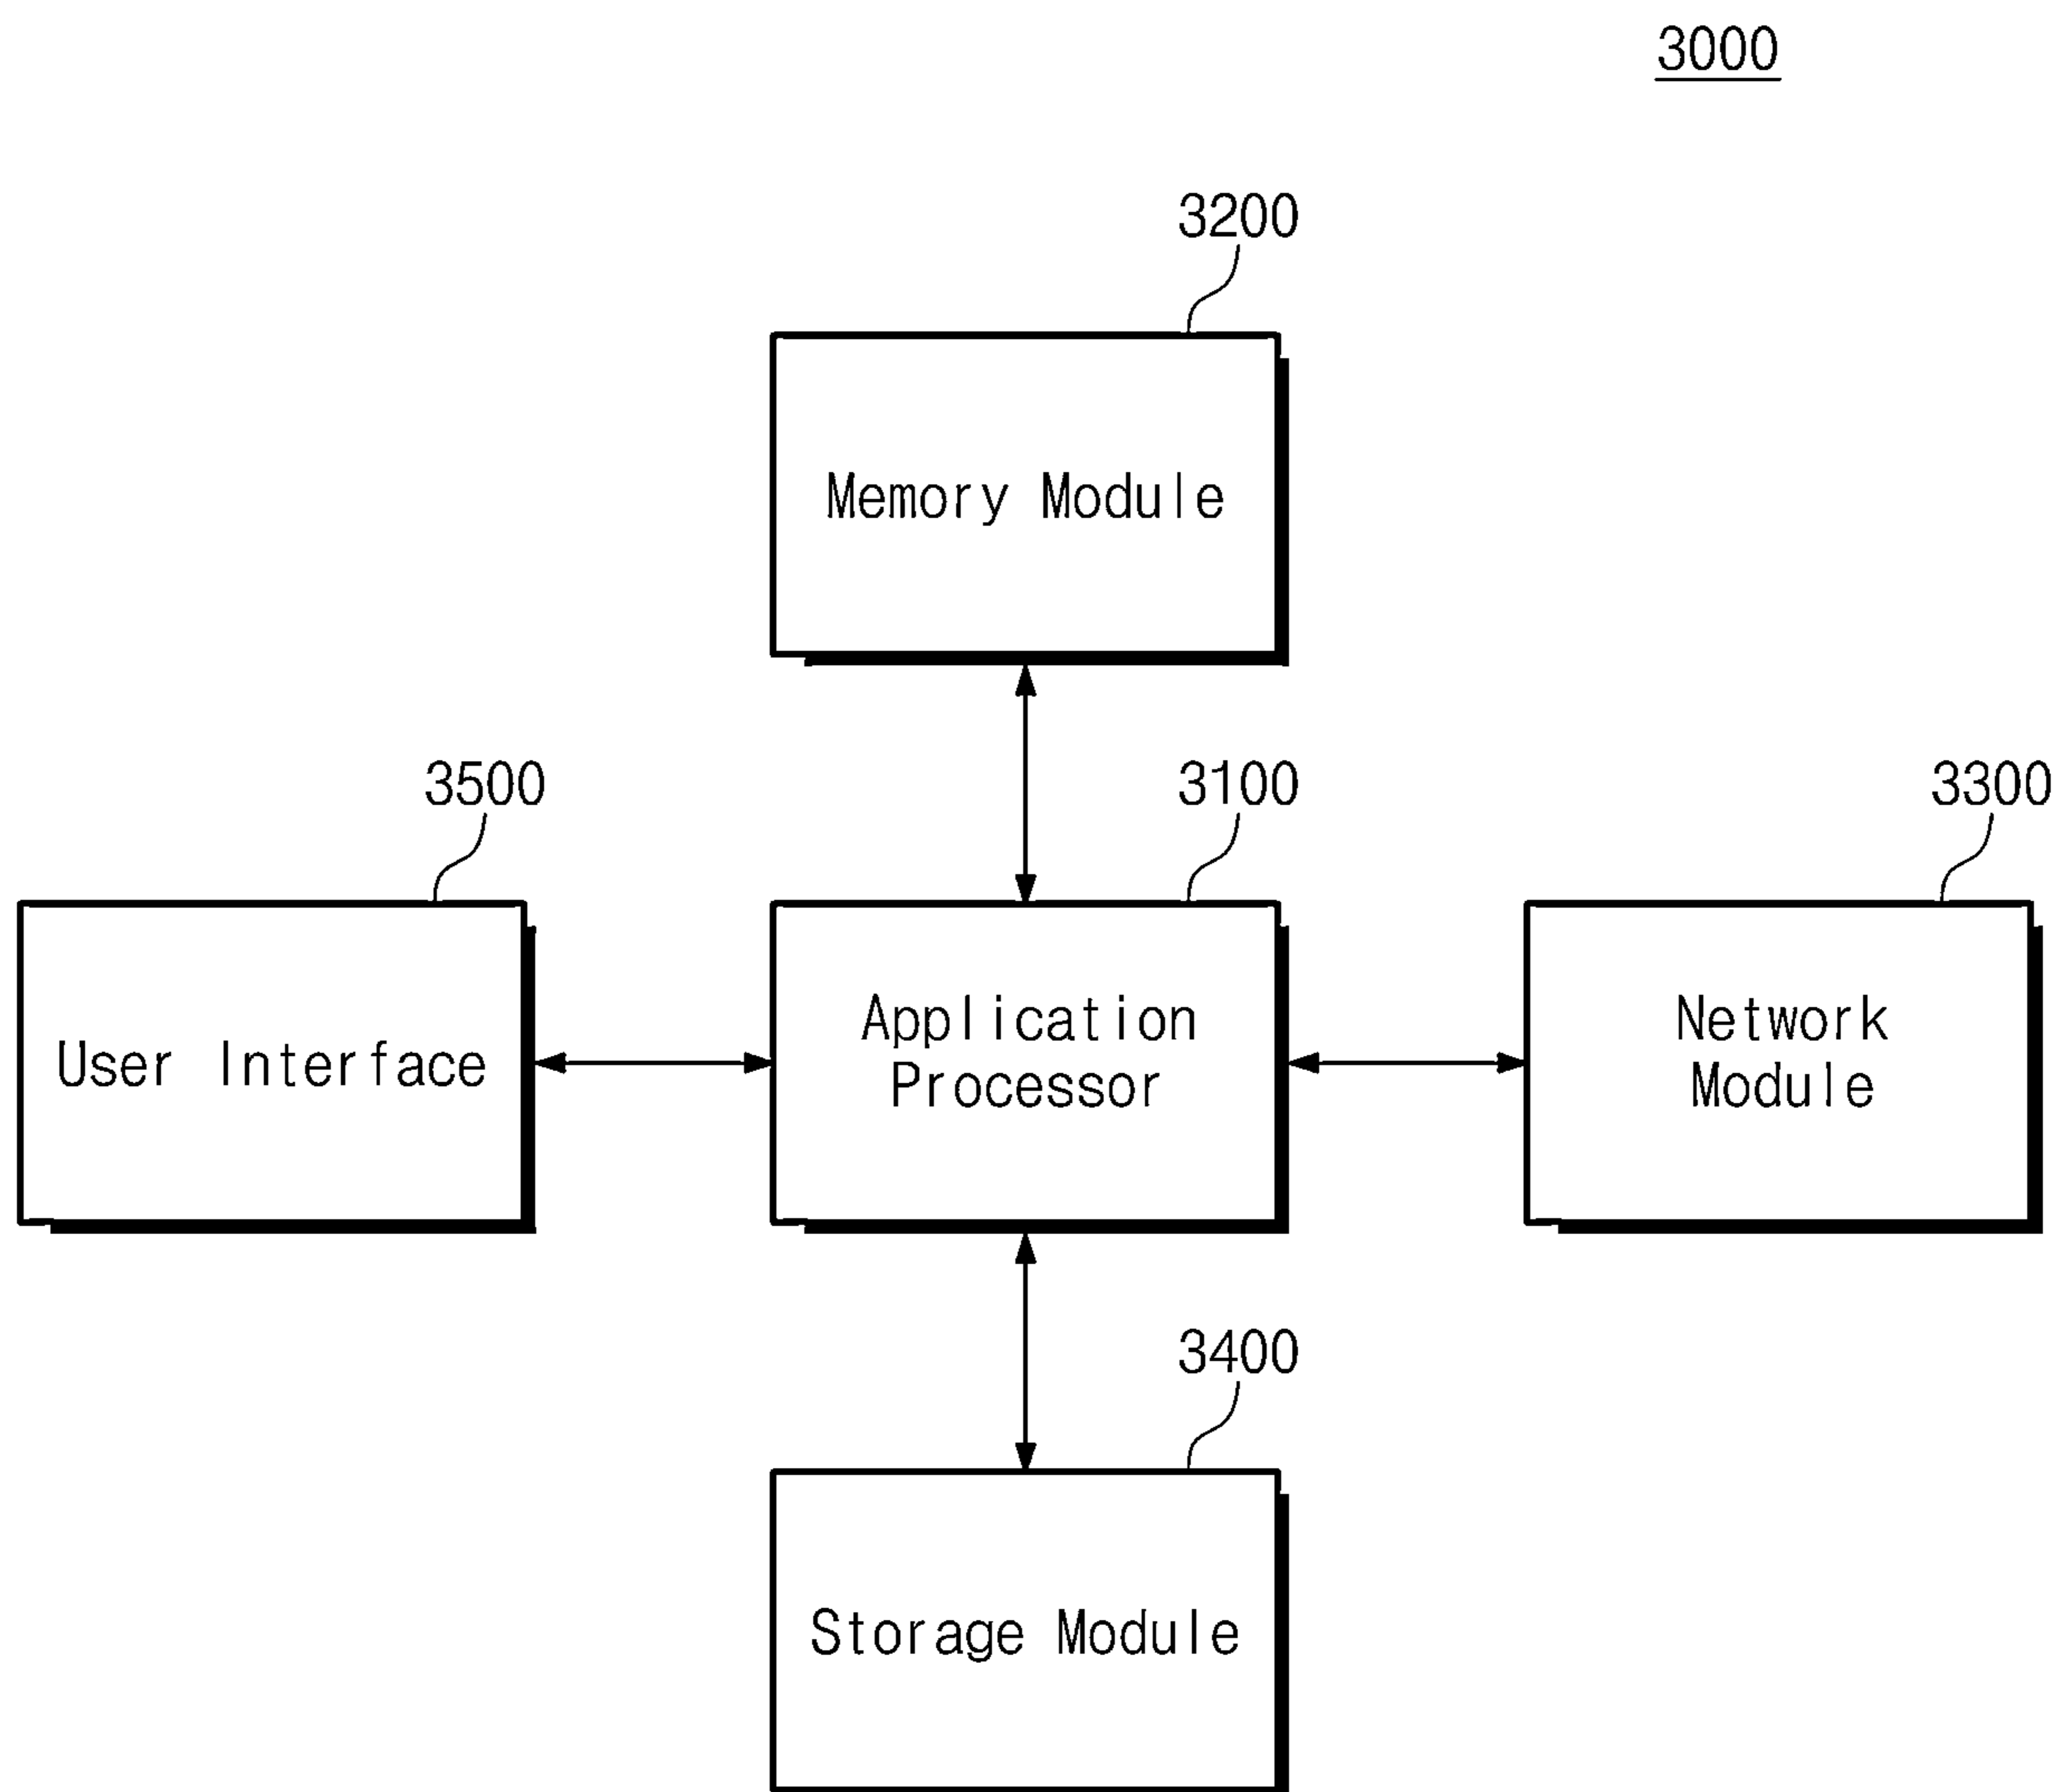 3000
3200
Memory Module
3500
3100
3300
User Interface
Application
Processor
Network
Module
3400
Storage Module